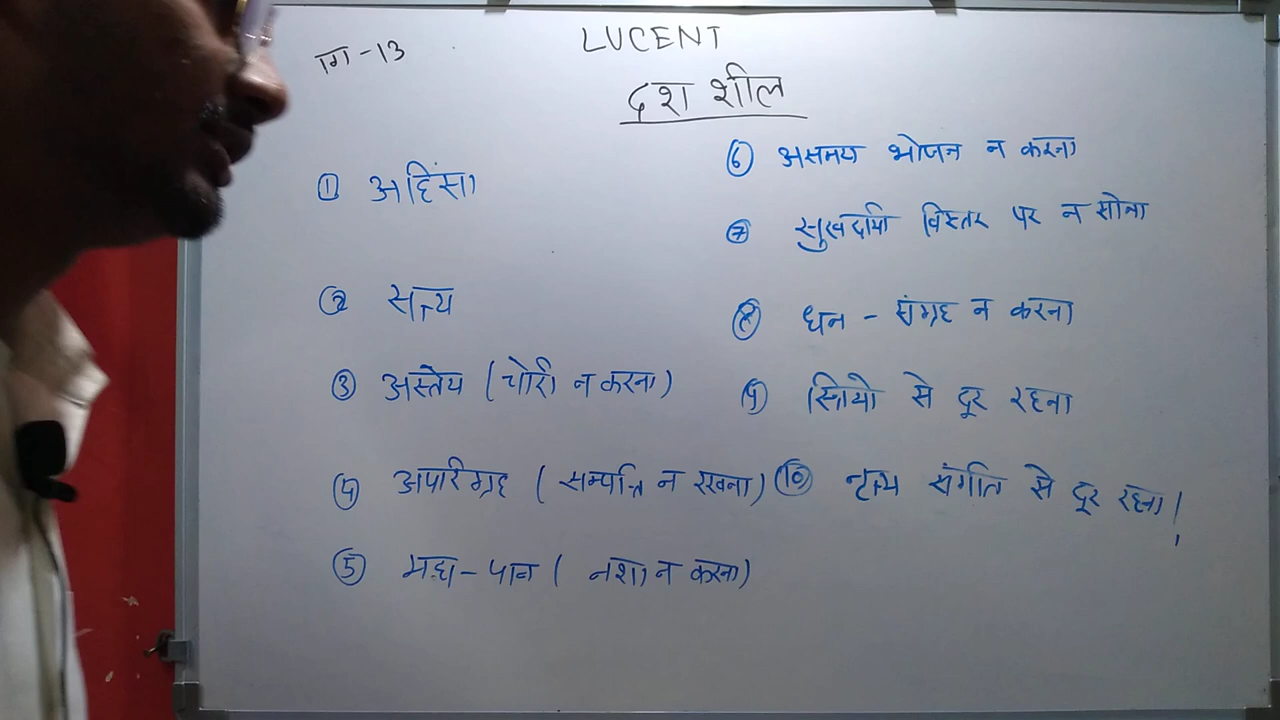 LUCENT
दश शील
① अहिंसा
② सत्य
③ अस्तेय (चोरी न करना)
④ अपरिग्रह ( सम्पत्ति न रखना)
⑤ मद्य - पान ( नशा न करना)
⑥ असमय भोजन न करना
⑦ सुखदायी विस्तर पर न सोना
⑧ धन - संग्रह न करना
⑨ स्त्रियो से दूर रहना
⑩ नृत्य संगीत से दूर रहना!